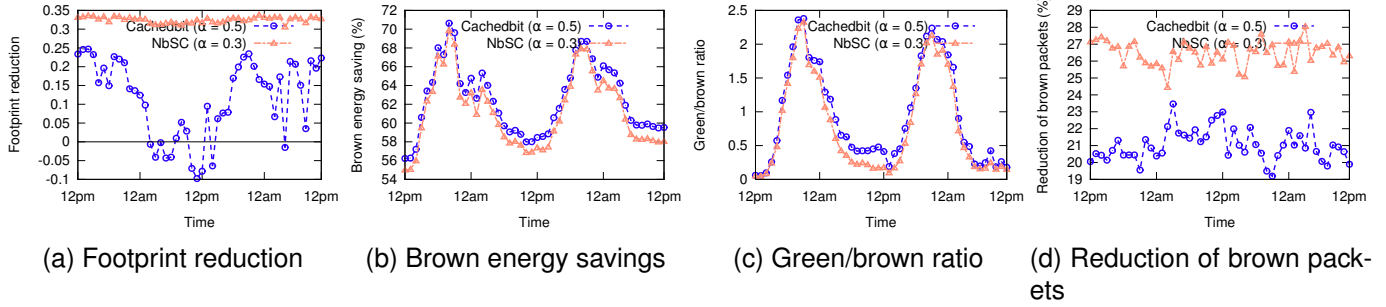 Footprint reduction
0.35
0.3
0.25
0.2
0.15
0.1
0.05
0
-0.05
-0.1
12pm 12am 12pm 12am 12pm
Time
Cachedbit (α = 0.5)
NbSC (α = 0.3)
(a) Footprint reduction
Brown energy saving (%)
72
70
68
66
64
62
60
58
56
54
12pm 12am 12pm 12am 12pm
Time
Cachedbit (α = 0.5)
NbSC (α = 0.3)
(b) Brown energy savings
Green/brown ratio
2.5
2
1.5
1
0.5
0
12pm 12am 12pm 12am 12pm
Time
Cachedbit (α = 0.5)
NbSC (α = 0.3)
(c) Green/brown ratio
Reduction of brown packets (%)
29
28
27
26
25
24
23
22
21
20
19
12pm 12am 12pm 12am 12pm
Time
Cachedbit (α = 0.5)
NbSC (α = 0.3)
(d) Reduction of brown pack-
ets